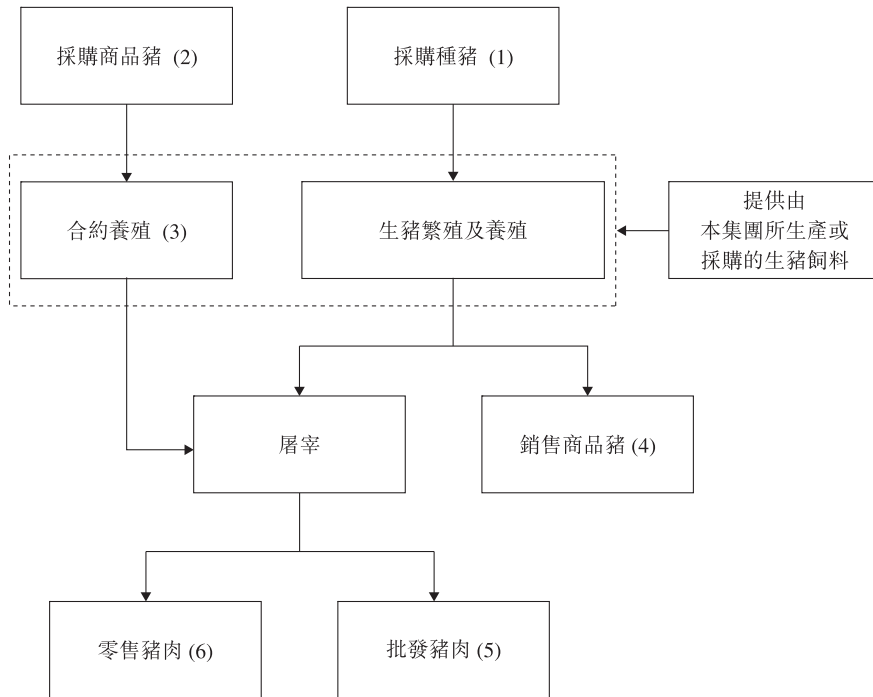 採購商品豬 (2)
採購種豬 (1)
合約養殖 (3)
生豬繁殖及養殖
提供由
本集團所生產或
採購的生豬飼料
屠宰
銷售商品豬 (4)
零售豬肉 (6)
批發豬肉 (5)